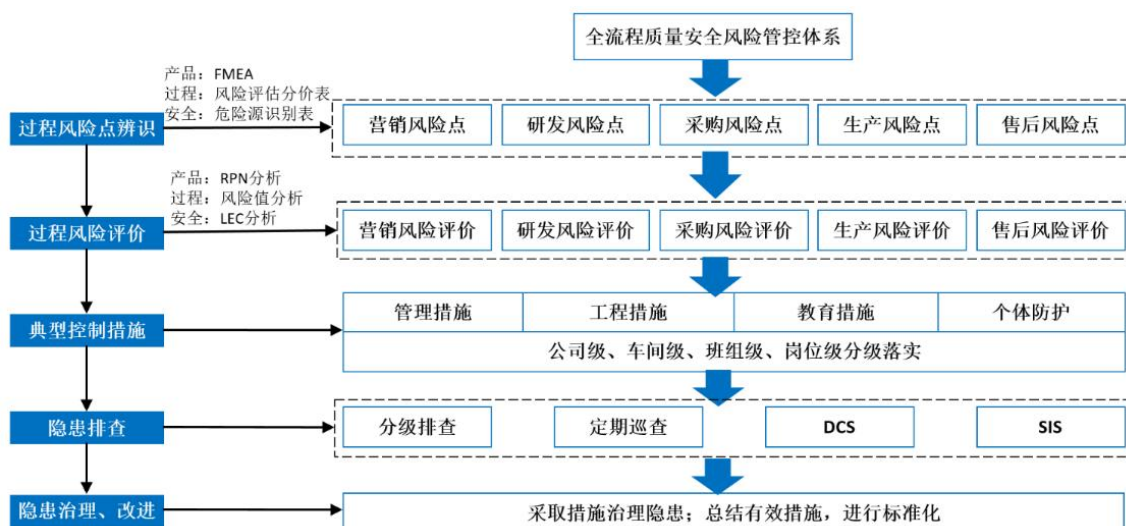 全流程质量安全风险管控体系
产品：FMEA
过程：风险评估分价表
安全：危险源识别表
过程风险点辨识
营销风险点
研发风险点
采购风险点
生产风险点
售后风险点
产品：RPN分析
过程：风险值分析
安全：LEC分析
过程风险评价
营销风险评价
研发风险评价
采购风险评价
生产风险评价
售后风险评价
典型控制措施
管理措施
工程措施
教育措施
个体防护
公司级、车间级、班组级、岗位级分级落实
隐患排查
分级排查
定期巡查
DCS
SIS
隐患治理、改进
采取措施治理隐患；总结有效措施，进行标准化